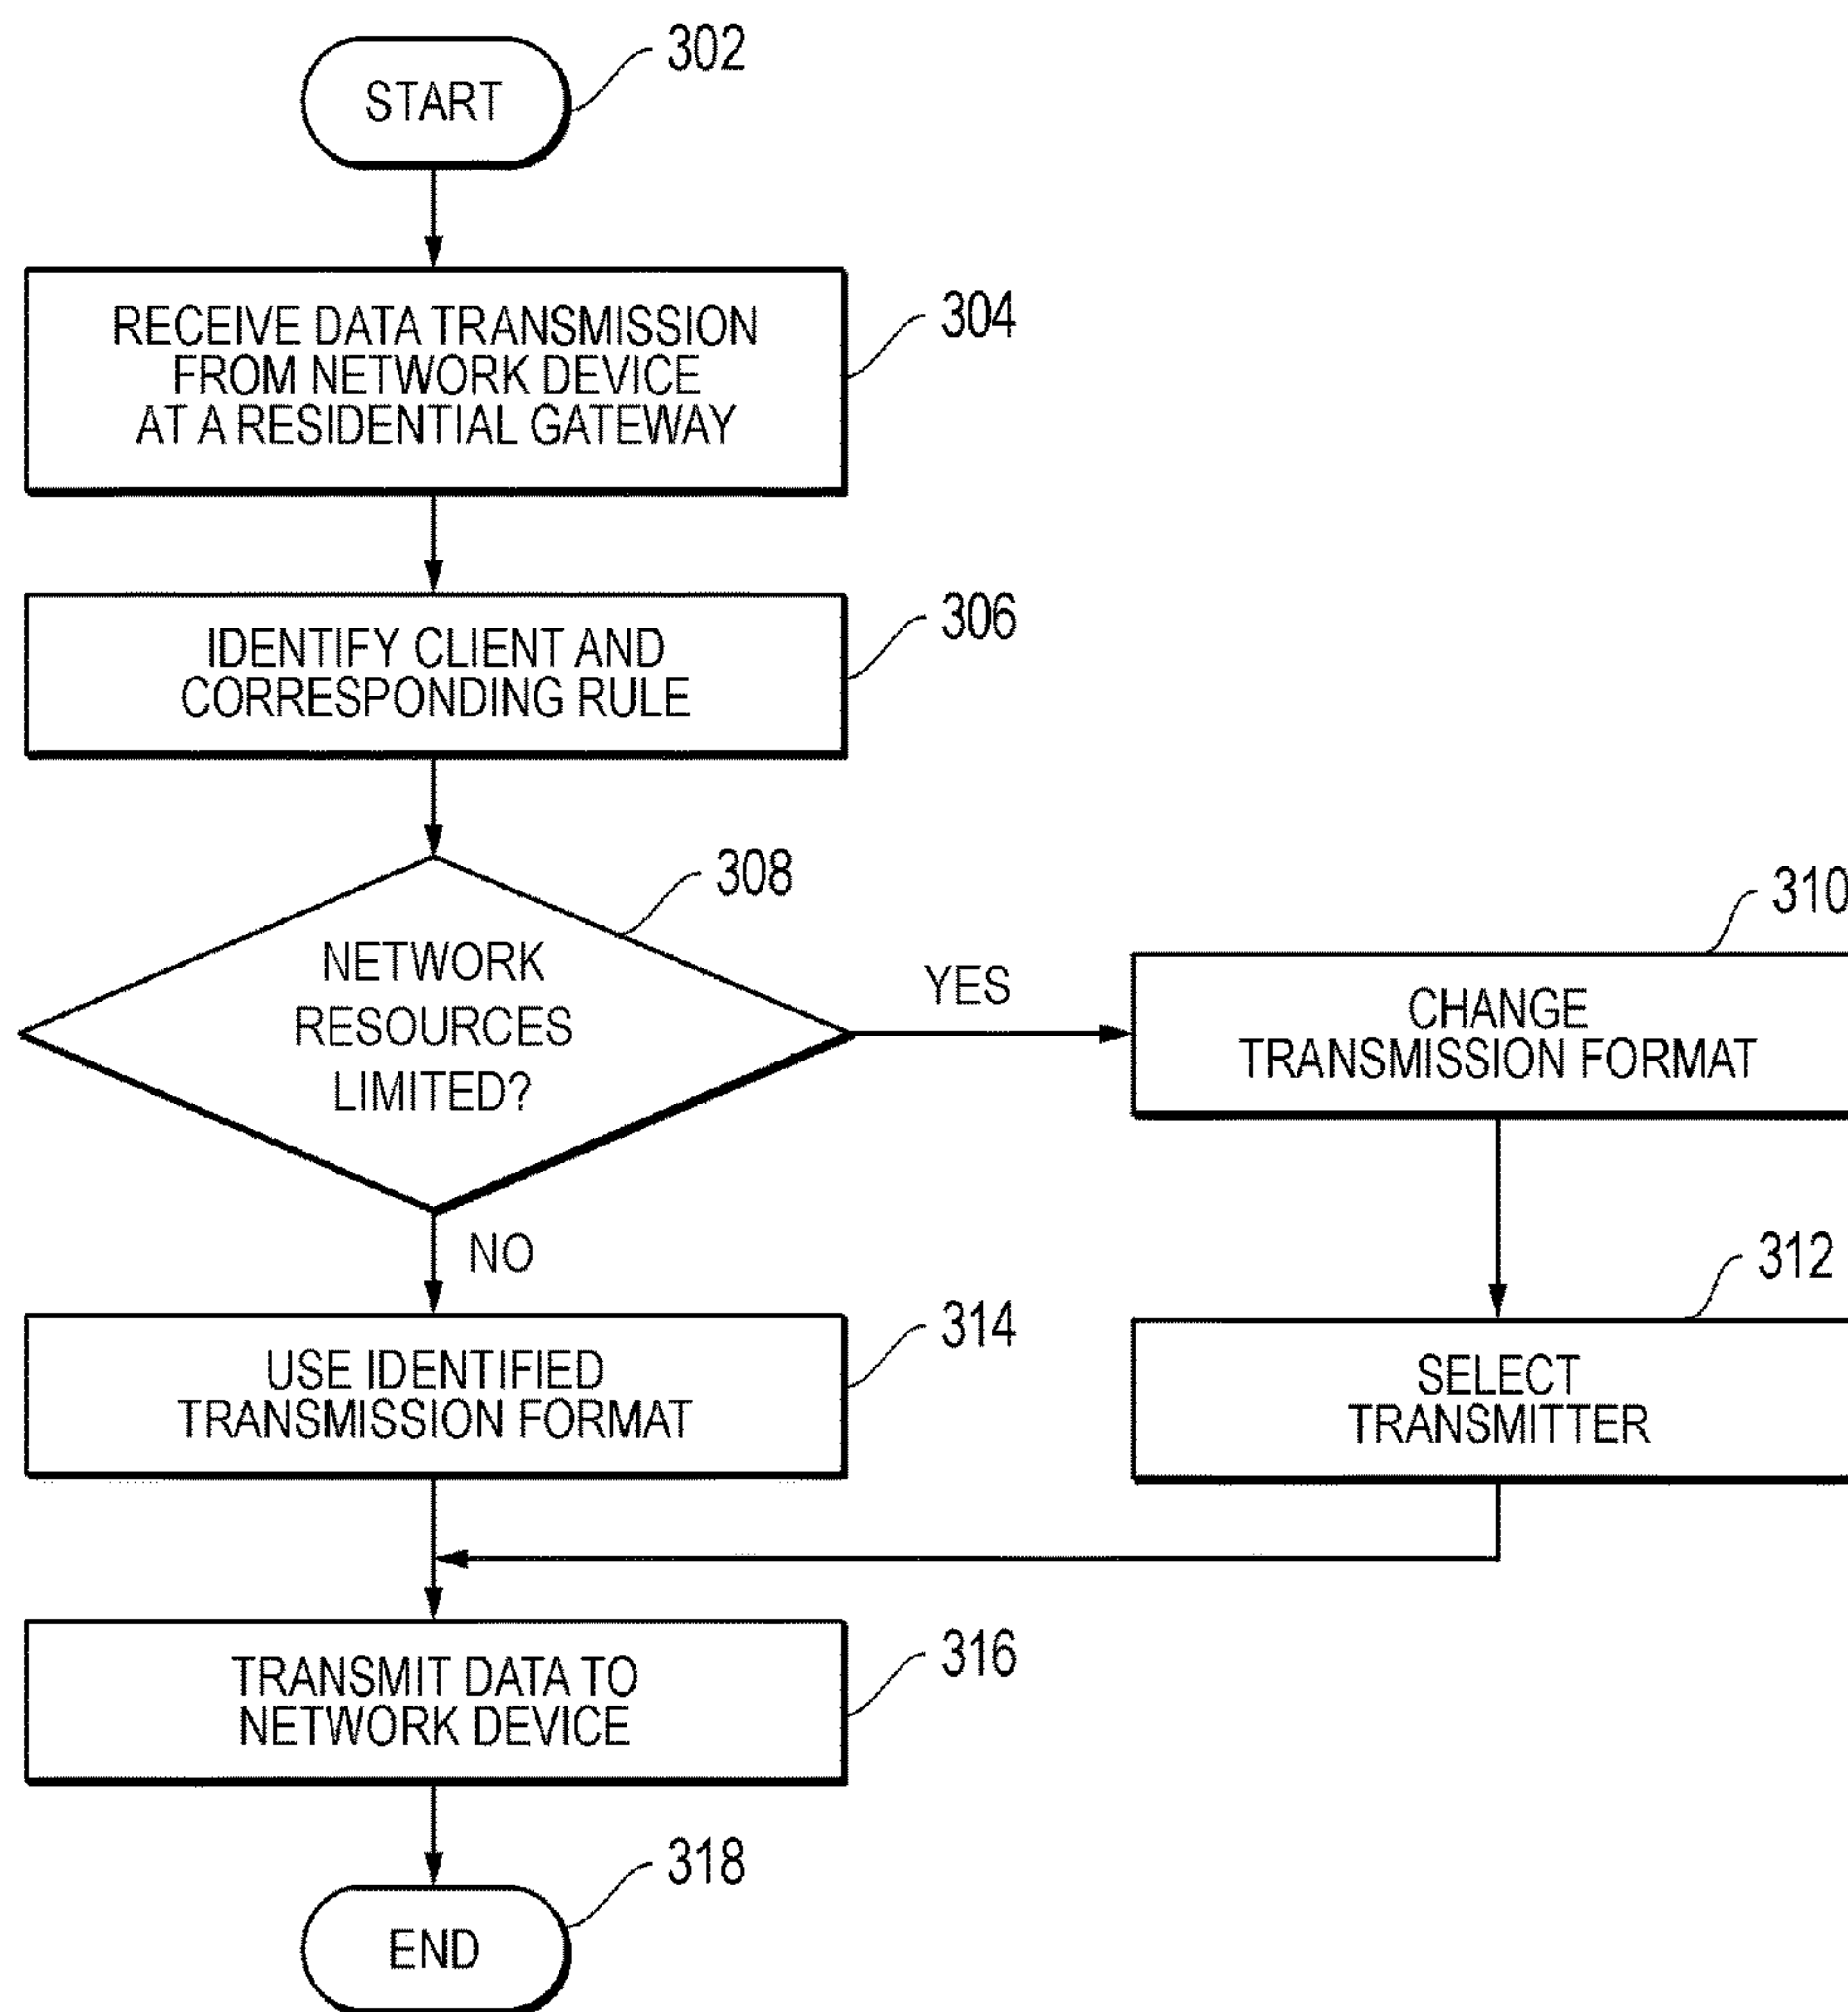 START
302
RECEIVE DATA TRANSMISSION
FROM NETWORK DEVICE
AT A RESIDENTIAL GATEWAY
304
IDENTIFY CLIENT AND
CORRESPONDING RULE
306
NETWORK
RESOURCES
LIMITED?
308
YES
310
CHANGE
TRANSMISSION FORMAT
NO
312
SELECT
TRANSMITTER
USE IDENTIFIED
TRANSMISSION FORMAT
314
TRANSMIT DATA TO
NETWORK DEVICE
316
END
318